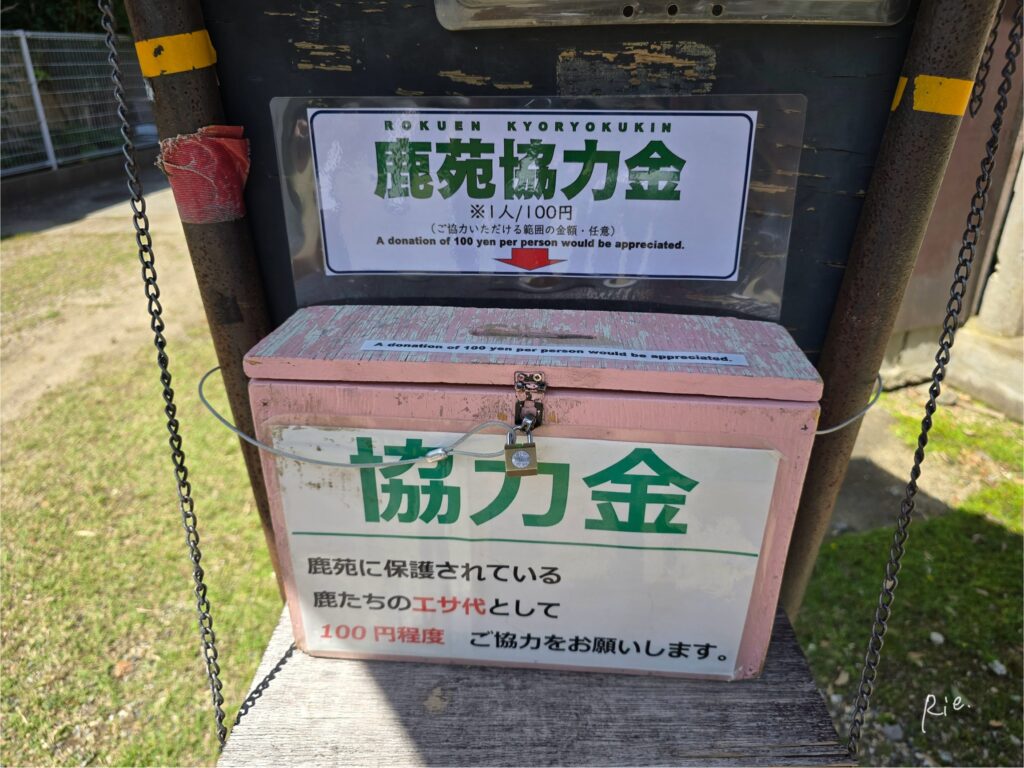 ROKUEN KYORYOKUKIN
鹿苑協力金
※1人/100円
（ご協力いただける範囲の金額・任意）
A donation of 100 yen per person would be appreciated.
A donation of 100 yen per person would be appreciated.
協力金
鹿苑に保護されている
鹿たちのエサ代として
100円程度 ご協力をお願いします。
Rie.